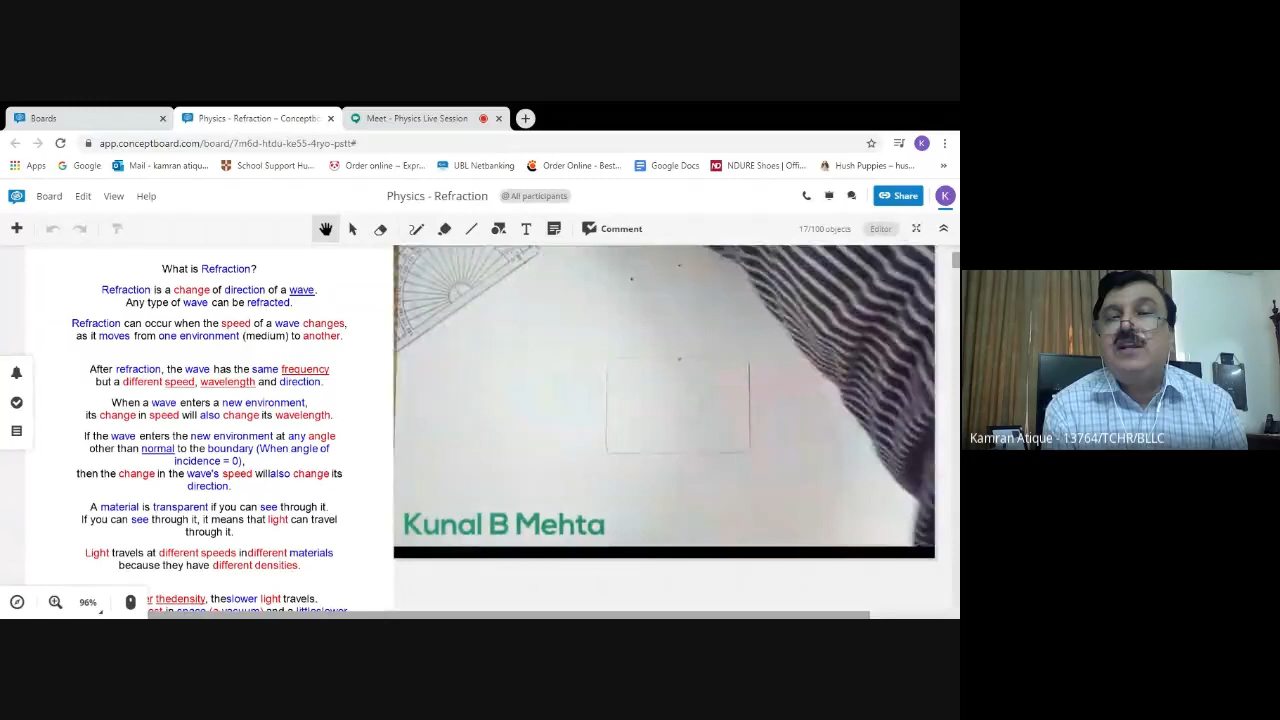 Boards
Physics - Refraction – Conceptb
Meet - Physics Live Session
app.conceptboard.com/board/7m6d-htdu-ke55-4ryo-pstt#
K
Apps
Google
Mail - kamran atiqu...
School Support Hu...
Order online – Expr...
UBL Netbanking
Order Online - Best...
Google Docs
ND
NDURE Shoes | Offi...
Hush Puppies – hus...
»
Board
Edit
View
Help
Physics - Refraction
@ All participants
Share
K
T
Comment
17/100 objects
Editor
What is Refraction?
Refraction is a change of direction of a wave.
Any type of wave can be refracted.
Refraction can occur when the speed of a wave changes,
as it moves from one environment (medium) to another.
After refraction, the wave has the same frequency
but a different speed, wavelength and direction.
When a wave enters a new environment,
its change in speed will also change its wavelength.
If the wave enters the new environment at any angle
other than normal to the boundary (When angle of
incidence = 0),
then the change in the wave's speed willalso change its
direction.
A material is transparent if you can see through it.
If you can see through it, it means that light can travel
through it.
Light travels at different speeds indifferent materials
because they have different densities.
thedensity, theslower light travels.
in space (a vacuum) and a littleslower
96%
Kunal B Mehta
Kamran Atique - 13764/TCHR/BLLC